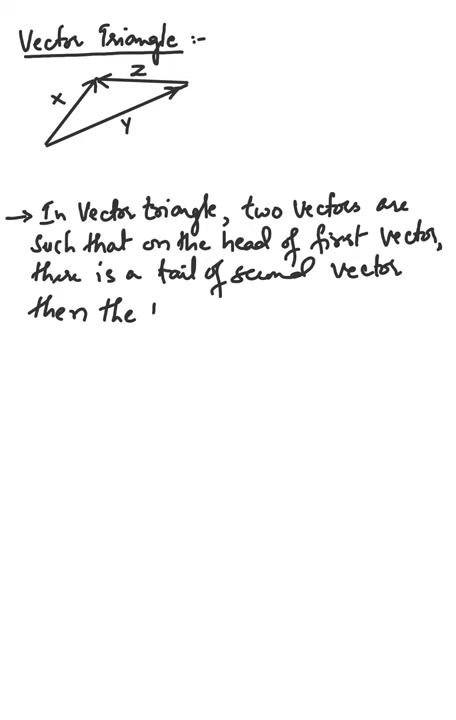 Vector Triangle :-
Z
X
Y
→ In Vector triangle, two vectors are
such that on the head of first vector,
there is a tail of second vector
then the